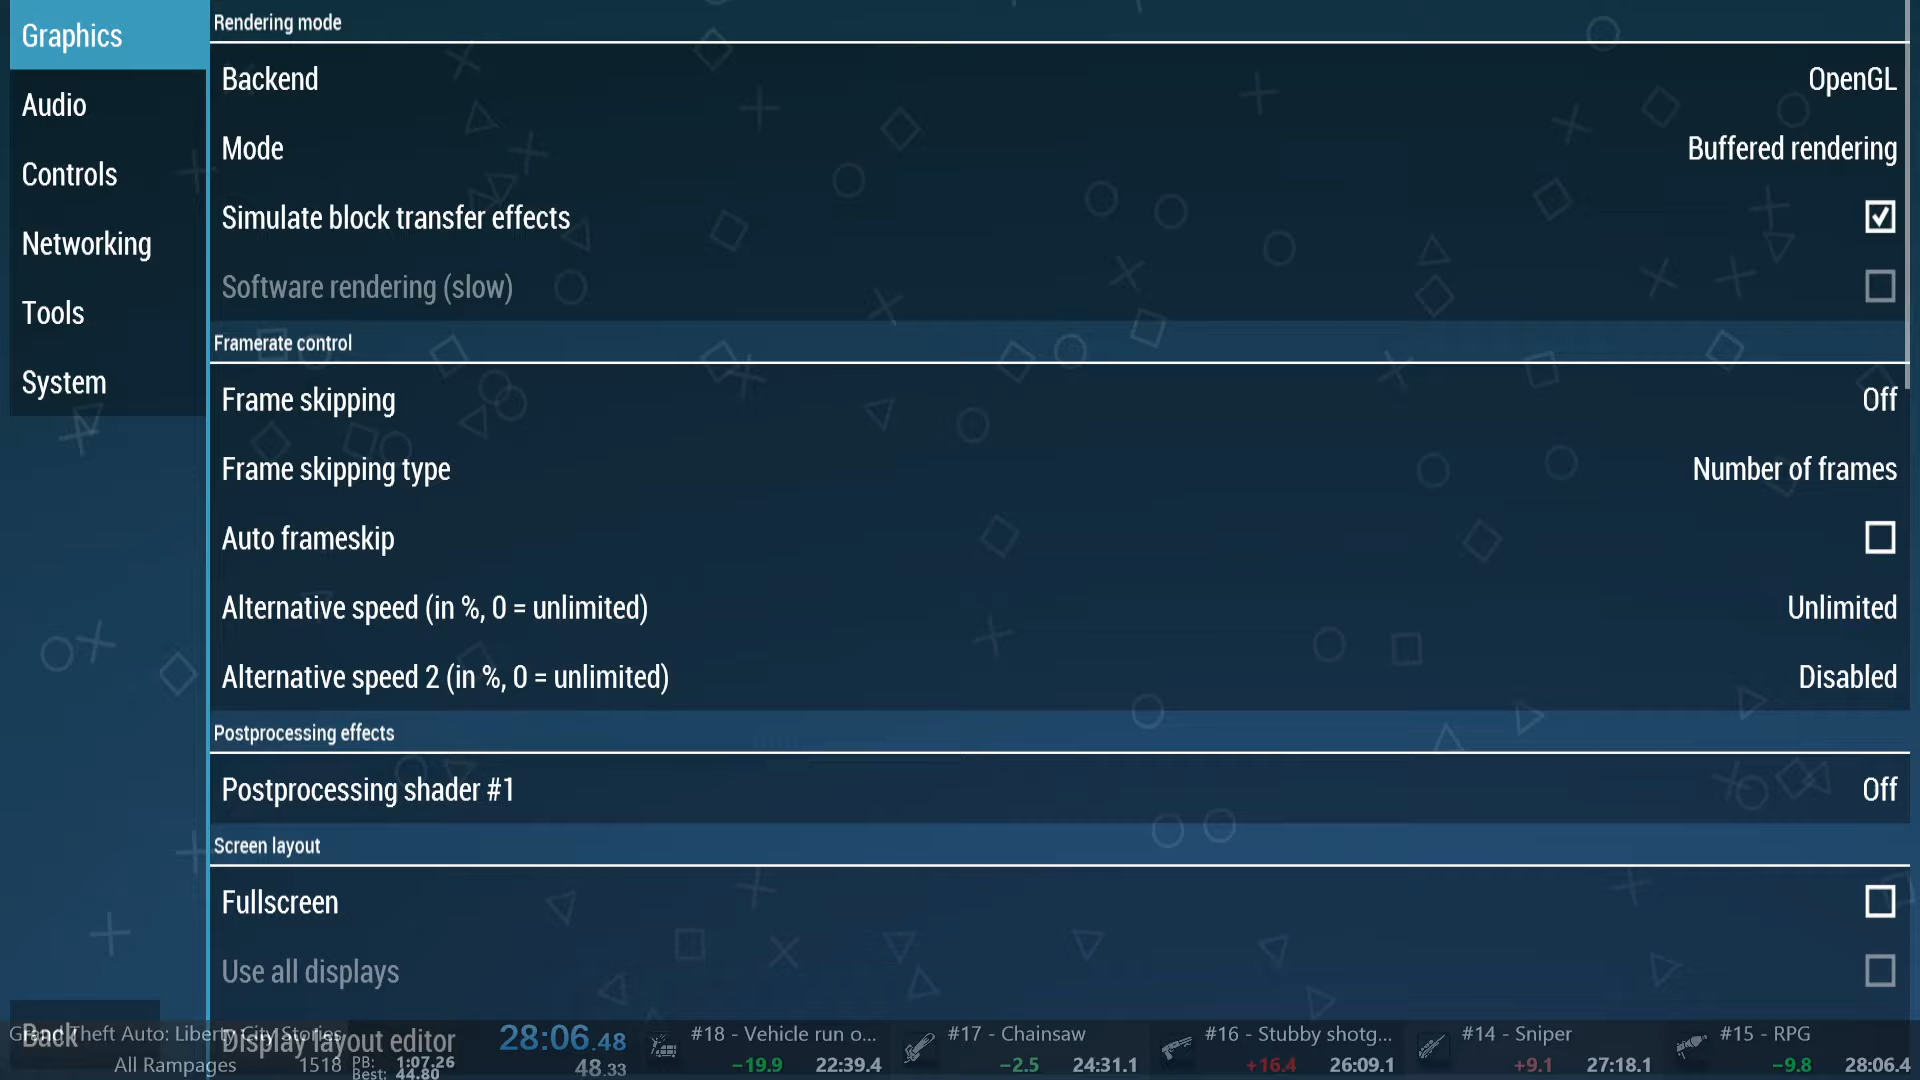 Graphics
Audio
Controls
Networking
Tools
System
Back
Rendering mode
Backend OpenGL
Mode Buffered rendering
Simulate block transfer effects
Software rendering (slow)
Framerate control
Frame skipping Off
Frame skipping type Number of frames
Auto frameskip
Alternative speed (in %, 0 = unlimited) Unlimited
Alternative speed 2 (in %, 0 = unlimited) Disabled
Postprocessing effects
Postprocessing shader #1 Off
Screen layout
Fullscreen
Use all displays
Display layout editor
Grand Theft Auto: Liberty City Stories
All Rampages 1518
PB: 1:07.26
Best: 44.80
28:06.48
48.33
#18 - Vehicle run o...
−19.9 22:39.4
#17 - Chainsaw
−2.5 24:31.1
#16 - Stubby shotg...
+16.4 26:09.1
#14 - Sniper
+9.1 27:18.1
#15 - RPG
−9.8 28:06.4